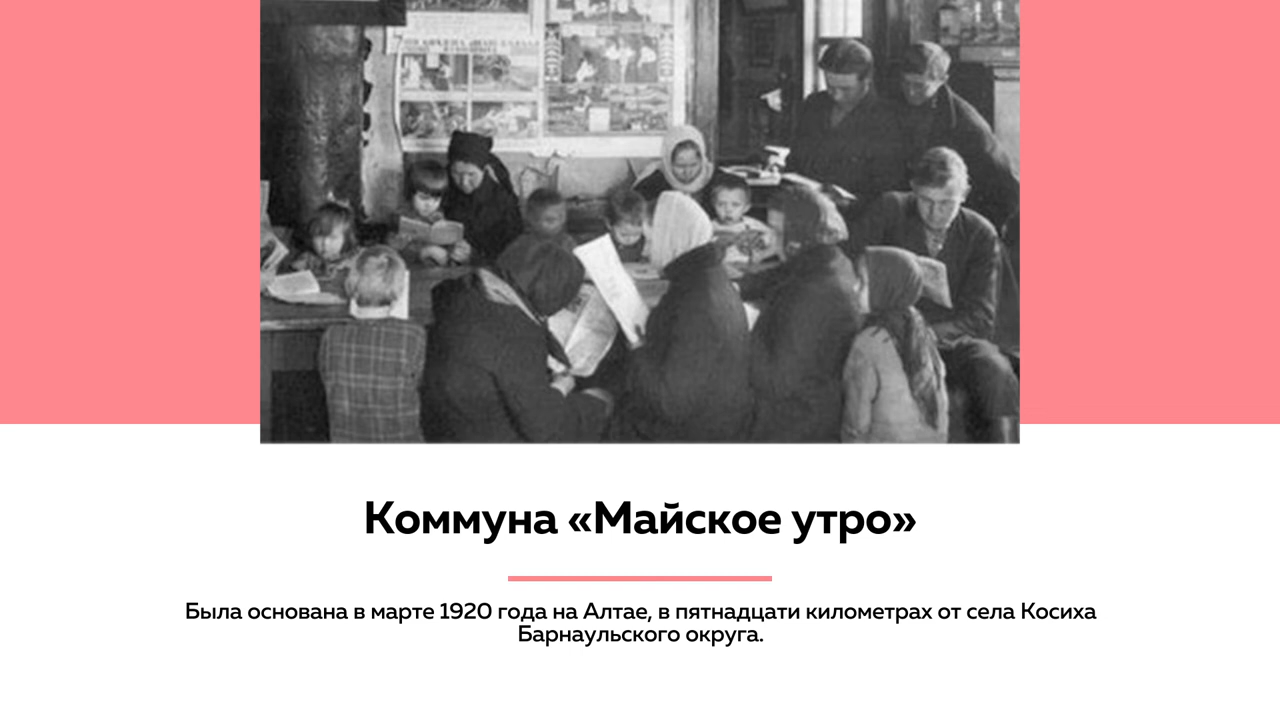 Коммуна «Майское утро»
Была основана в марте 1920 года на Алтае, в пятнадцати километрах от села Косиха
Барнаульского округа.